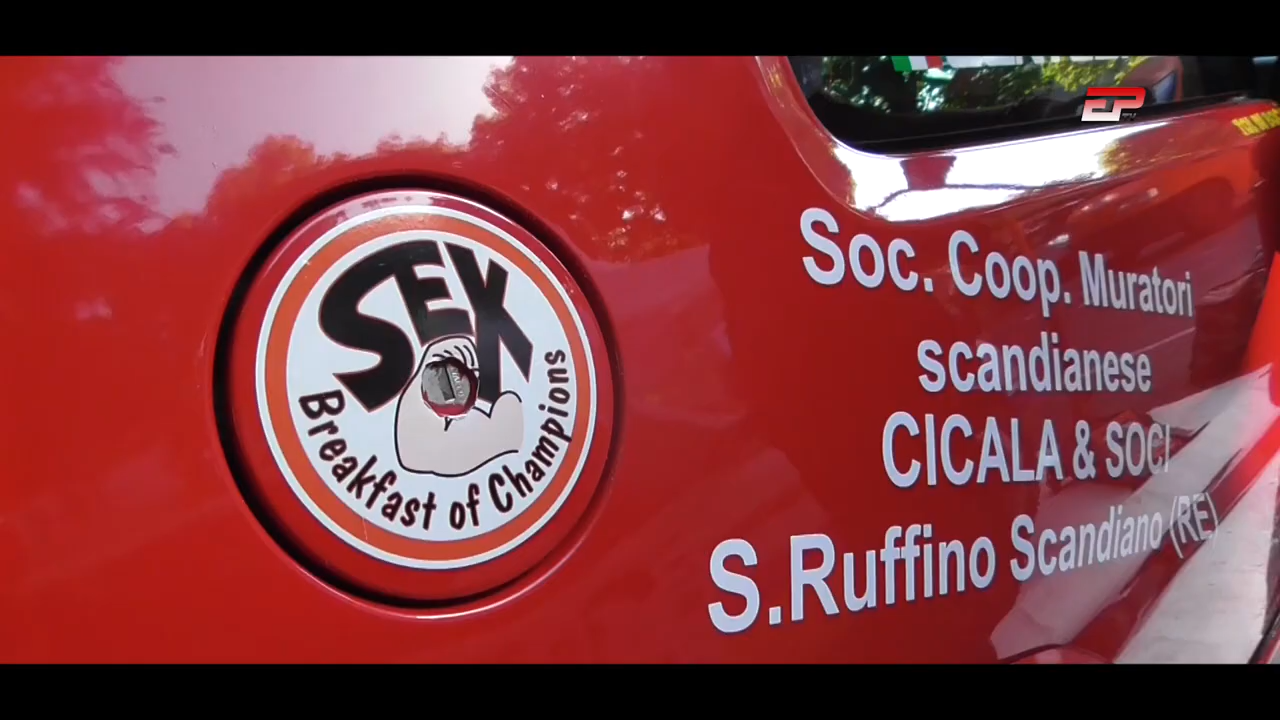 EP
SEX
Breakfast of Champions
Soc. Coop. Muratori
scandianese
CICALA & SOCI
S.Ruffino Scandiano (RE)